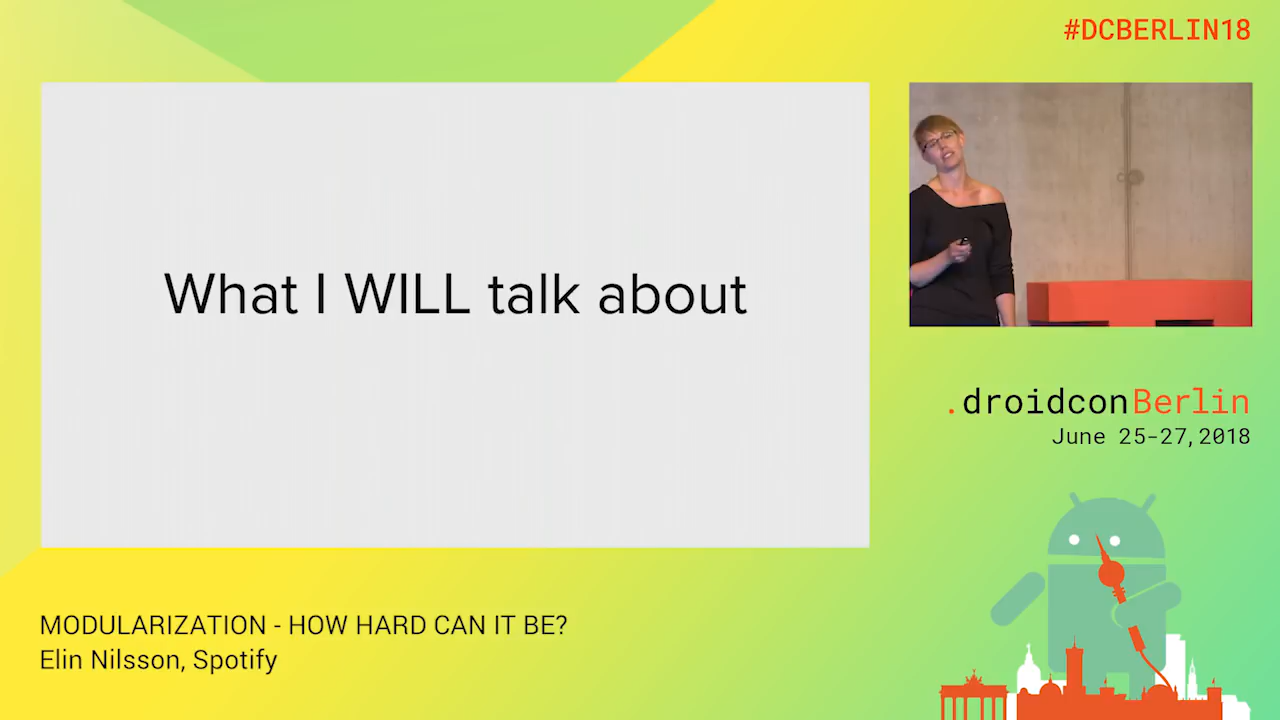 #DCBERLIN18
What I WILL talk about
.droidconBerlin
June 25-27,2018
MODULARIZATION - HOW HARD CAN IT BE?
Elin Nilsson, Spotify